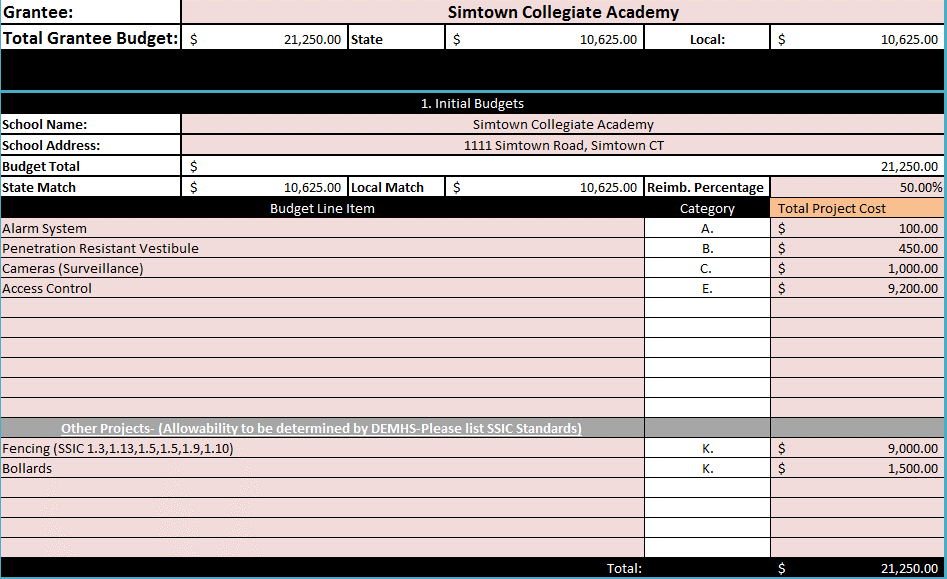 Grantee: Simtown Collegiate Academy
Total Grantee Budget: $ 21,250.00 State $ 10,625.00 Local: $ 10,625.00
1. Initial Budgets
School Name: Simtown Collegiate Academy
School Address: 1111 Simtown Road, Simtown CT
Budget Total $ 21,250.00
State Match $ 10,625.00 Local Match $ 10,625.00 Reimb. Percentage 50.00%
Budget Line Item Category Total Project Cost
Alarm System A. $ 100.00
Penetration Resistant Vestibule B. $ 450.00
Cameras (Surveillance) C. $ 1,000.00
Access Control E. $ 9,200.00
Other Projects- (Allowability to be determined by DEMHS-Please list SSIC Standards)
Fencing (SSIC 1.3,1.13,1.5,1.5,1.9,1.10) K. $ 9,000.00
Bollards K. $ 1,500.00
Total: $ 21,250.00